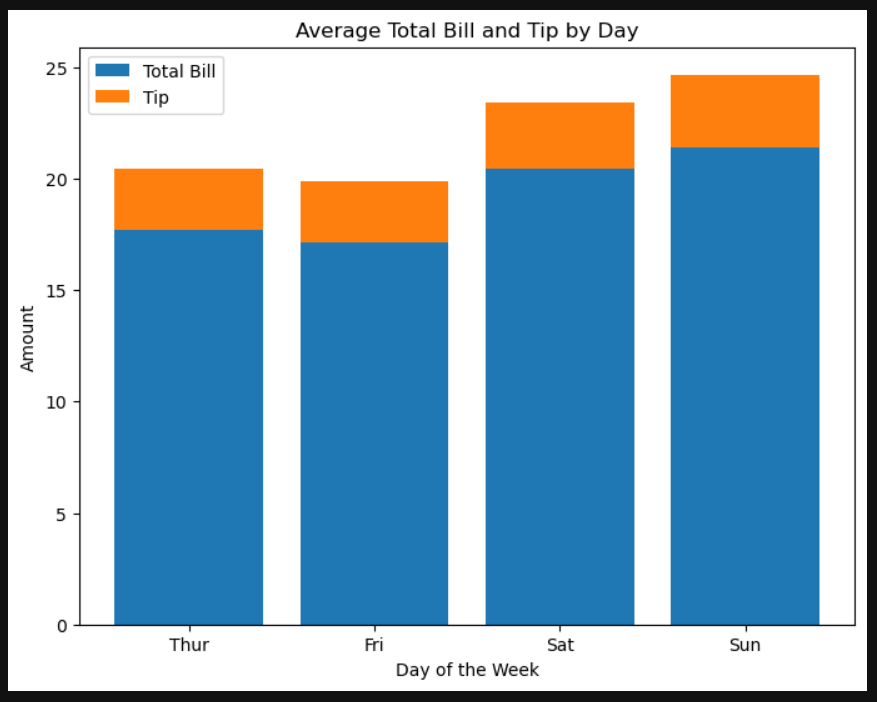 Average Total Bill and Tip by Day
Total Bill
Tip
25
20
15
10
5
0
Amount
Thur Fri Sat Sun
Day of the Week